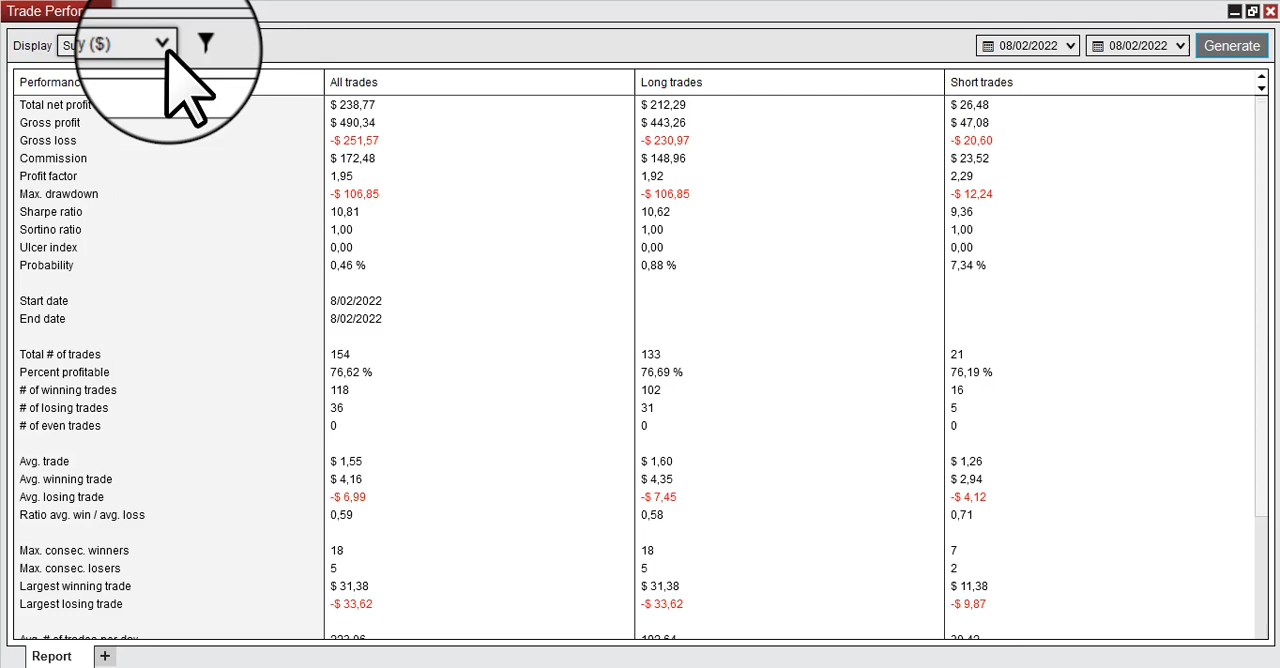 Trade Perfor
Display Su y ($) 08/02/2022 08/02/2022 Generate
Performanc All trades Long trades Short trades
Total net profit $ 238,77 $ 212,29 $ 26,48
Gross profit $ 490,34 $ 443,26 $ 47,08
Gross loss -$ 251,57 -$ 230,97 -$ 20,60
Commission $ 172,48 $ 148,96 $ 23,52
Profit factor 1,95 1,92 2,29
Max. drawdown -$ 106,85 -$ 106,85 -$ 12,24
Sharpe ratio 10,81 10,62 9,36
Sortino ratio 1,00 1,00 1,00
Ulcer index 0,00 0,00 0,00
Probability 0,46 % 0,88 % 7,34 %
Start date 8/02/2022
End date 8/02/2022
Total # of trades 154 133 21
Percent profitable 76,62 % 76,69 % 76,19 %
# of winning trades 118 102 16
# of losing trades 36 31 5
# of even trades 0 0 0
Avg. trade $ 1,55 $ 1,60 $ 1,26
Avg. winning trade $ 4,16 $ 4,35 $ 2,94
Avg. losing trade -$ 6,99 -$ 7,45 -$ 4,12
Ratio avg. win / avg. loss 0,59 0,58 0,71
Max. consec. winners 18 18 7
Max. consec. losers 5 5 2
Largest winning trade $ 31,38 $ 31,38 $ 11,38
Largest losing trade -$ 33,62 -$ 33,62 -$ 9,87
Avg. # of trades per day
Report +